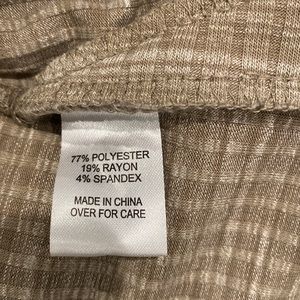 77% POLYESTER
19% RAYON
4% SPANDEX
MADE IN CHINA
OVER FOR CARE